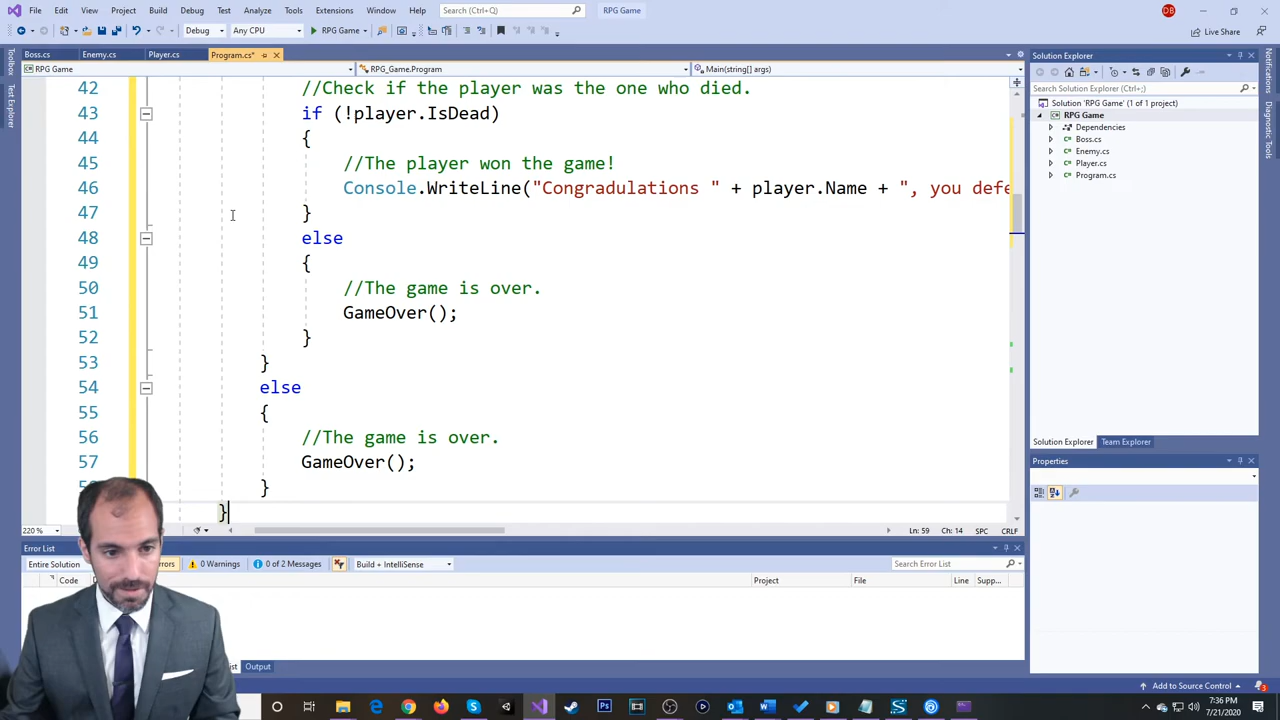 File Edit View Project Build Debug Test Analyze Tools Extensions Window Help Search (Ctrl+Q) RPG Game DB
Debug Any CPU RPG Game Live Share
Boss.cs Enemy.cs Player.cs Program.cs*
RPG Game RPG_Game.Program Main(string[] args)
42 //Check if the player was the one who died.
43 if (!player.IsDead)
44 {
45 //The player won the game!
46 Console.WriteLine("Congradulations " + player.Name + ", you defe
47 }
48 else
49 {
50 //The game is over.
51 GameOver();
52 }
53 }
54 else
55 {
56 //The game is over.
57 GameOver();
}
}
220 % Ln: 59 Ch: 14 SPC CRLF
Error List
Entire Solution 0 Warnings 0 of 2 Messages Build + IntelliSense Search Error List
Code Project File Line Supp...
Output
Toolbox
Test Explorer
Solution Explorer
Search Solution Explorer (Ctrl+;)
Solution 'RPG Game' (1 of 1 project)
RPG Game
Dependencies
Boss.cs
Enemy.cs
Player.cs
Program.cs
Solution Explorer Team Explorer
Properties
Notifications
Diagnostic Tools
Add to Source Control 3
7:36 PM
7/21/2020